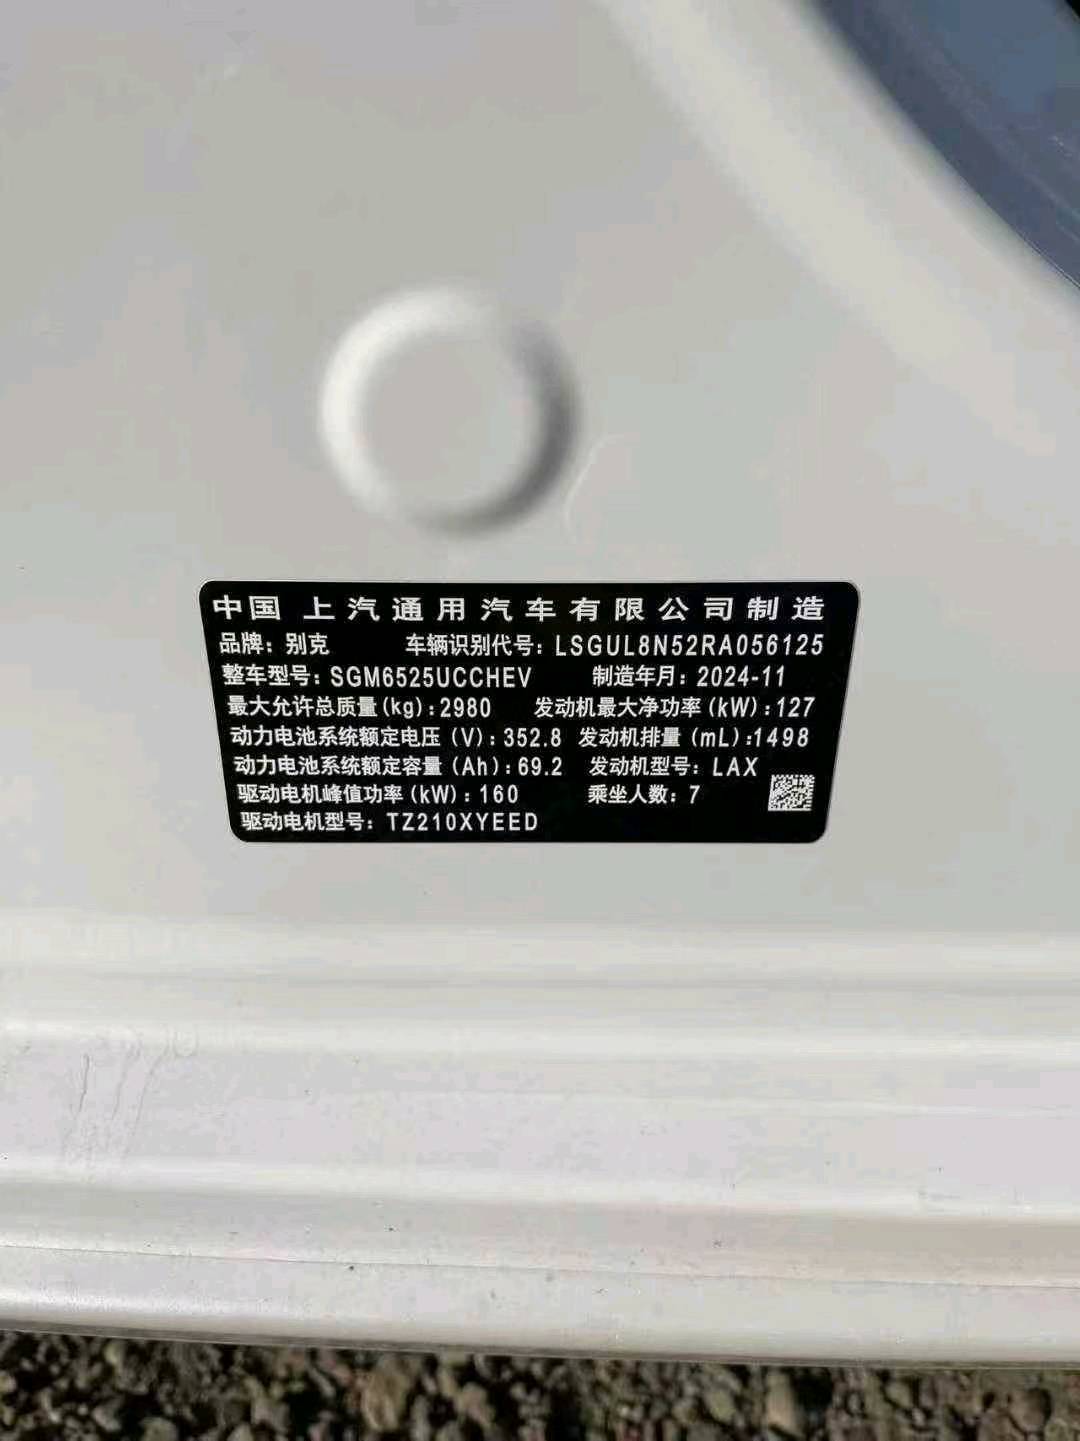 中国 上汽通用汽车有限公司制造
品牌: 别克 车辆识别代号: LSGUL8N52RA056125
整车型号: SGM6525UCCHEV 制造年月: 2024-11
最大允许总质量(kg): 2980 发动机最大净功率(kW): 127
动力电池系统额定电压(V): 352.8 发动机排量(mL): 1498
动力电池系统额定容量(Ah): 69.2 发动机型号: LAX
驱动电机峰值功率(kW): 160 乘坐人数: 7
驱动电机型号: TZ210XYEED